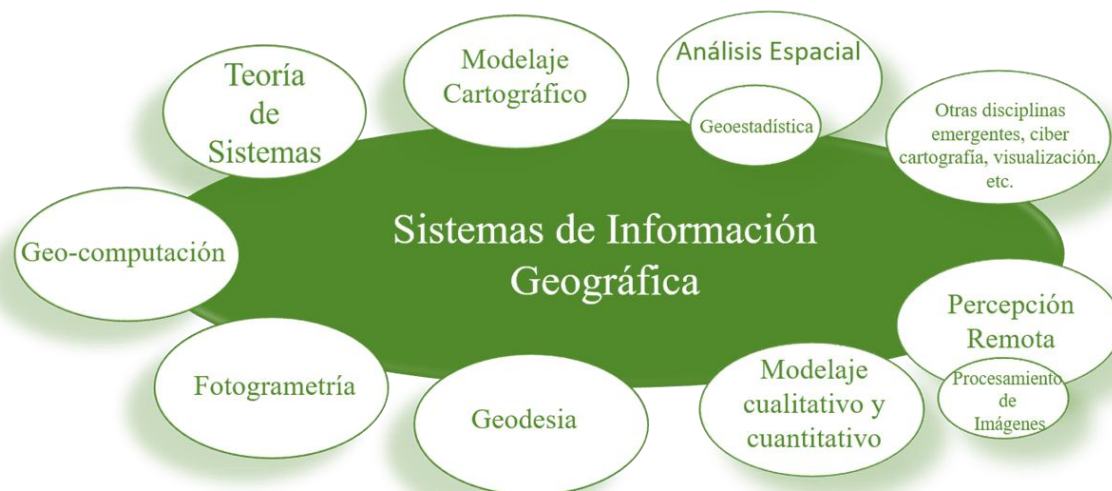 Teoría
de
Sistemas
Modelaje
Cartográfico
Análisis Espacial
Geoestadística
Otras disciplinas
emergentes, ciber
cartografía, visualización,
etc.
Geo-computación
Sistemas de Información
Geográfica
Percepción
Remota
Procesamiento
de
Imágenes
Fotogrametría
Geodesia
Modelaje
cualitativo y
cuantitativo